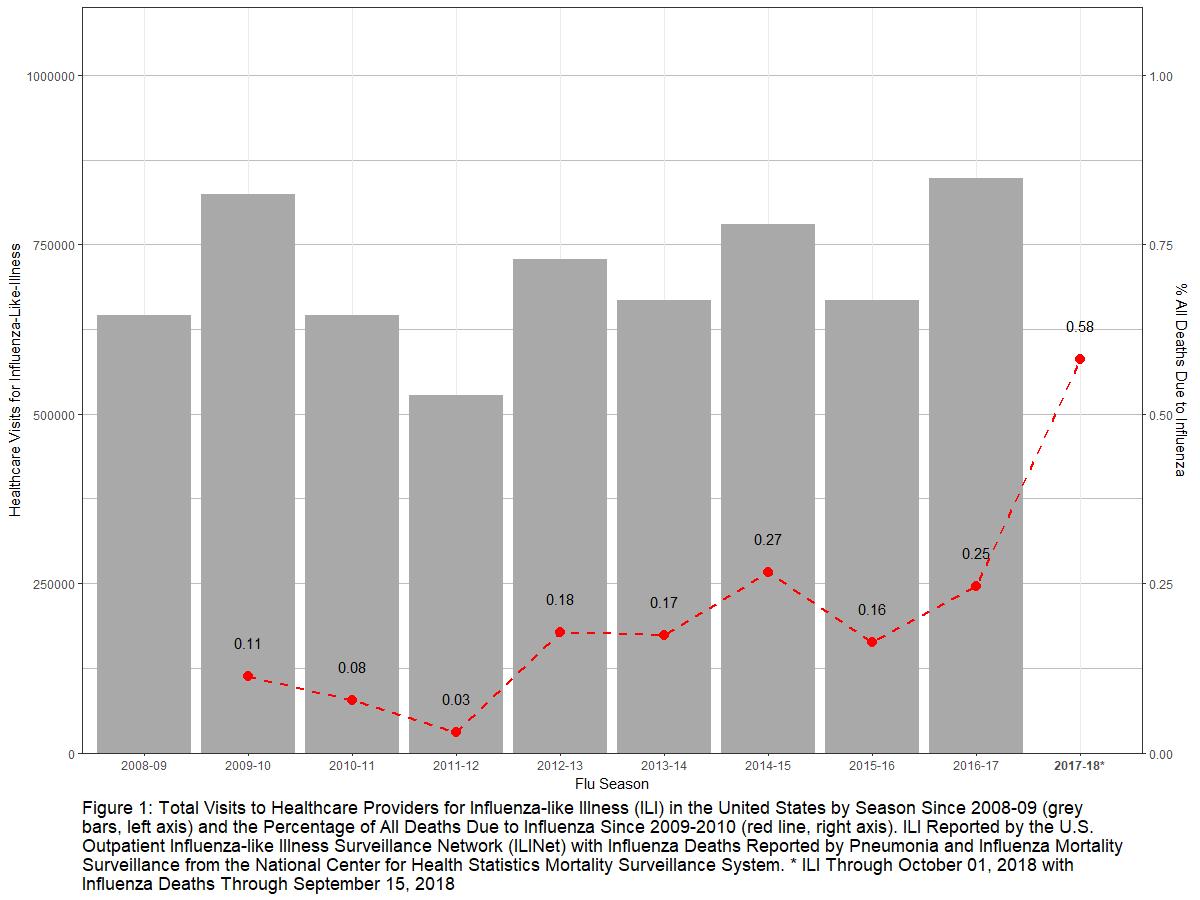 1000000
750000
500000
250000
0
Healthcare Visits for Influenza-Like-Illness
0.11
0.08
0.03
0.18
0.17
0.27
0.16
0.25
0.58
1.00
0.75
0.50
0.25
0.00
% All Deaths Due to Influenza
2008-09 2009-10 2010-11 2011-12 2012-13 2013-14 2014-15 2015-16 2016-17 2017-18*
Flu Season
Figure 1: Total Visits to Healthcare Providers for Influenza-like Illness (ILI) in the United States by Season Since 2008-09 (grey
bars, left axis) and the Percentage of All Deaths Due to Influenza Since 2009-2010 (red line, right axis). ILI Reported by the U.S.
Outpatient Influenza-like Illness Surveillance Network (ILINet) with Influenza Deaths Reported by Pneumonia and Influenza Mortality
Surveillance from the National Center for Health Statistics Mortality Surveillance System. * ILI Through October 01, 2018 with
Influenza Deaths Through September 15, 2018